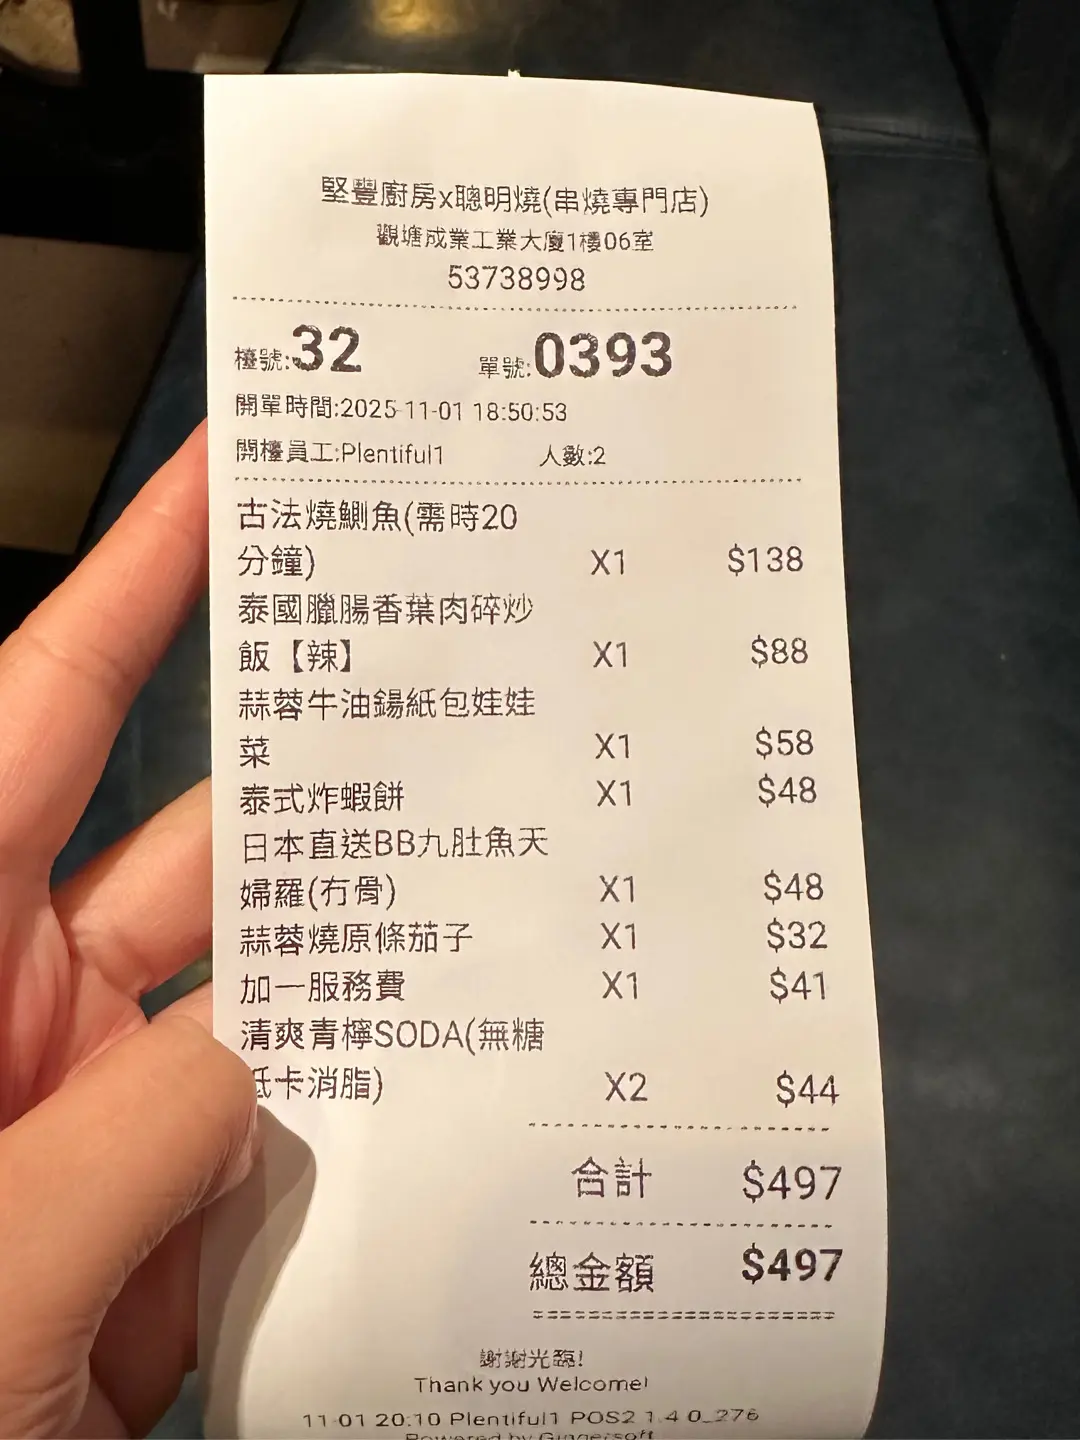 堅豐廚房x聰明燒(串燒專門店)
觀塘成業工業大廈1樓06室
53738998
檯號:32 單號:0393
開單時間:2025-11-01 18:50:53
開檯員工:Plentiful1 人數:2
古法燒鰂魚(需時20
分鐘) X1 $138
泰國臘腸香葉肉碎炒
飯【辣】 X1 $88
蒜蓉牛油錫紙包娃娃
菜 X1 $58
泰式炸蝦餅 X1 $48
日本直送BB九肚魚天
婦羅(冇骨) X1 $48
蒜蓉燒原條茄子 X1 $32
加一服務費 X1 $41
清爽青檸SODA(無糖
低卡消脂) X2 $44
合計 $497
總金額 $497
謝謝光臨!
Thank you Welcome!
11-01 20:10 Plentiful1 POS2 1.4.0_276
Powered by Gingersoft